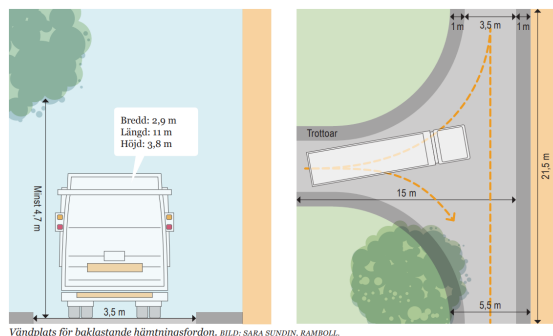 Bredd: 2,9 m
Längd: 11 m
Höjd: 3,8 m
Minst 4,7 m
3,5 m
1 m
3,5 m
1 m
Trottoar
15 m
21,5 m
5,5 m
Vändplats för baklastande hämtningsfordon. BILD: SARA SUNDIN, RAMBOLL.